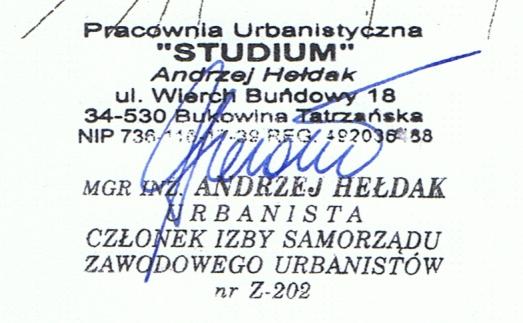 Pracownia Urbanistyczna
"STUDIUM"
Andrzej Hełdak
ul. Wierch Buńdowy 18
34-530 Bukowina Tatrzańska
NIP REG.
MGR INŻ. ANDRZEJ HEŁDAK
URBANISTA
CZŁONEK IZBY SAMORZĄDU
ZAWODOWEGO URBANISTÓW
nr Z-202